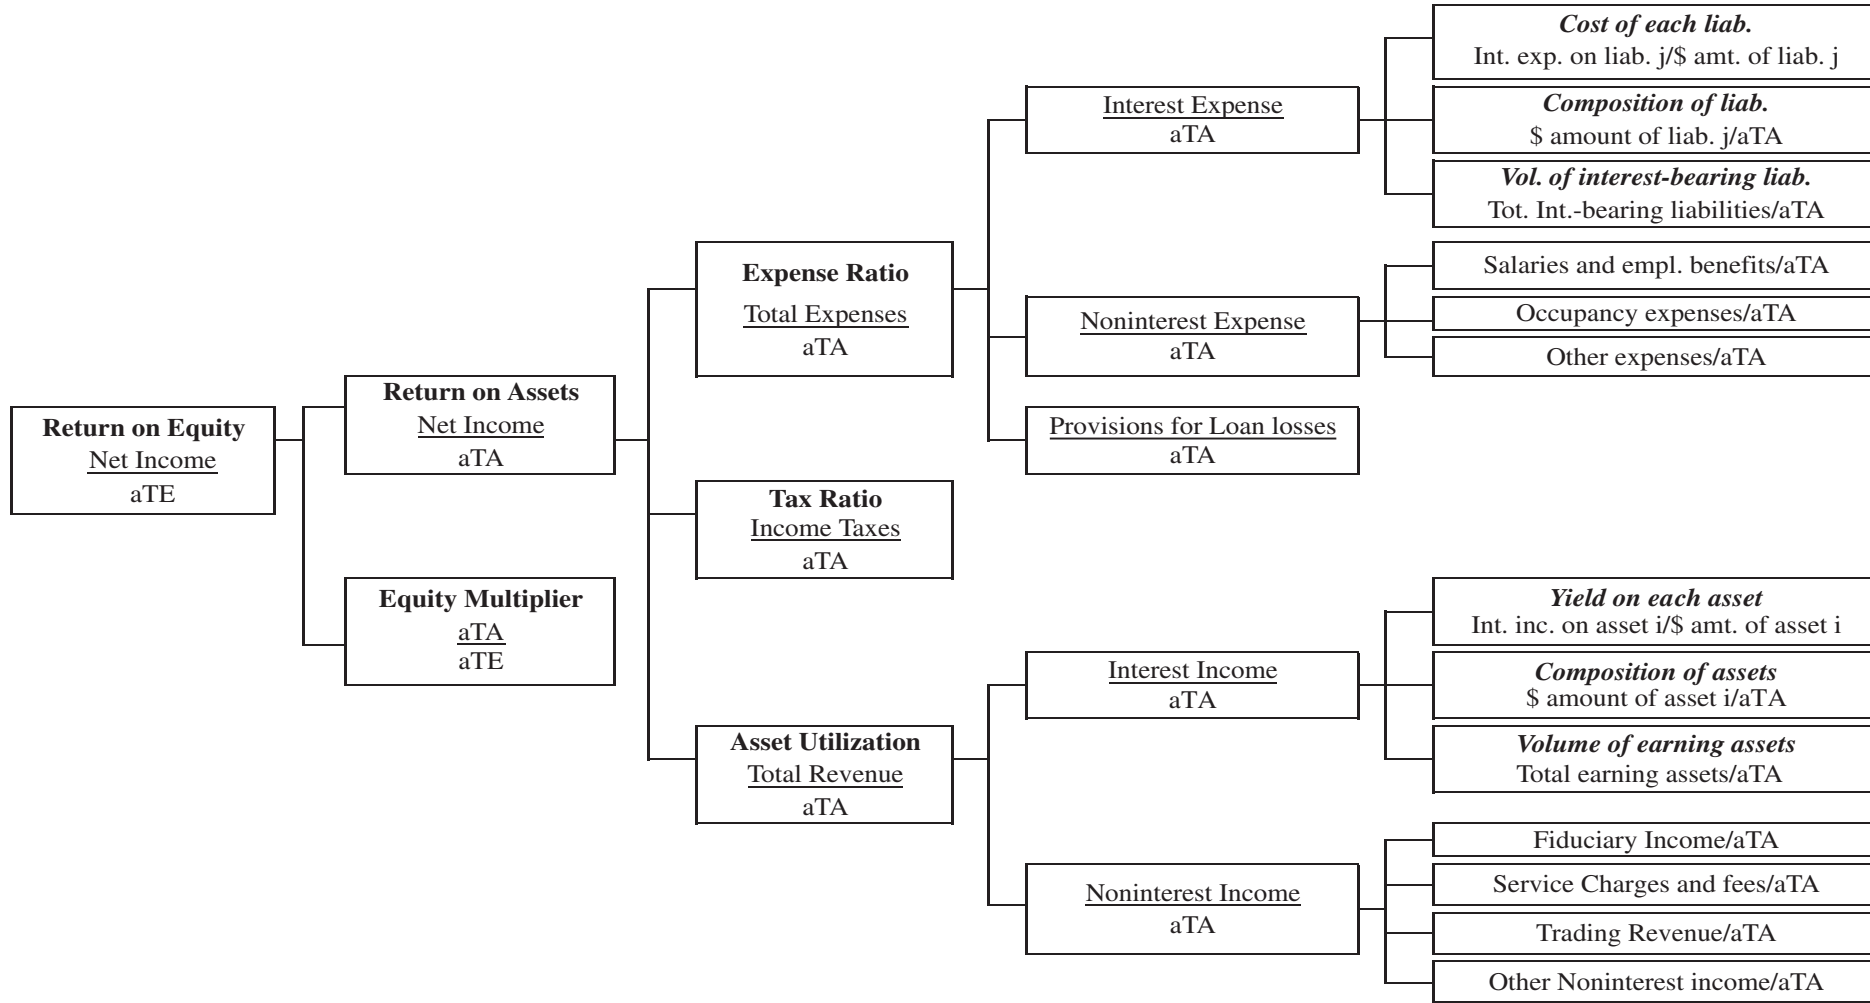 Return on Equity
Net Income
aTE
Return on Assets
Net Income
aTA
Equity Multiplier
aTA
aTE
Expense Ratio
Total Expenses
aTA
Tax Ratio
Income Taxes
aTA
Asset Utilization
Total Revenue
aTA
Interest Expense
aTA
Noninterest Expense
aTA
Provisions for Loan losses
aTA
Interest Income
aTA
Noninterest Income
aTA
Cost of each liab.
Int. exp. on liab. j/$ amt. of liab. j
Composition of liab.
$ amount of liab. j/aTA
Vol. of interest-bearing liab.
Tot. Int.-bearing liabilities/aTA
Salaries and empl. benefits/aTA
Occupancy expenses/aTA
Other expenses/aTA
Yield on each asset
Int. inc. on asset i/$ amt. of asset i
Composition of assets
$ amount of asset i/aTA
Volume of earning assets
Total earning assets/aTA
Fiduciary Income/aTA
Service Charges and fees/aTA
Trading Revenue/aTA
Other Noninterest income/aTA